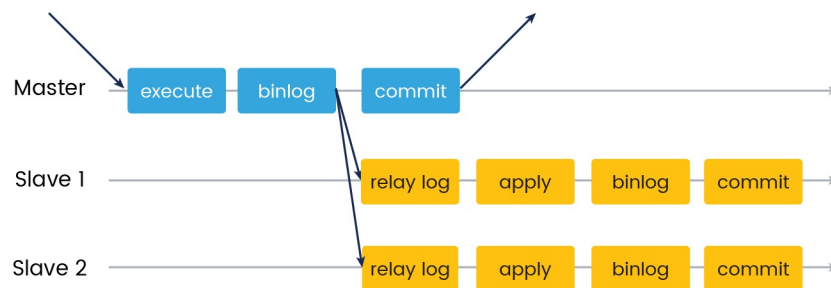 Master execute binlog commit
Slave 1 relay log apply binlog commit
Slave 2 relay log apply binlog commit